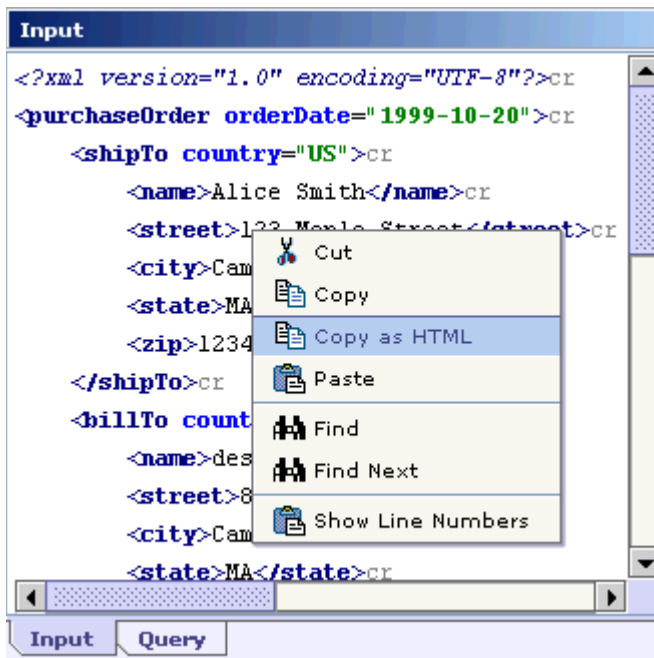 Input
<?xml version="1.0" encoding="UTF-8"?>cr
<purchaseOrder orderDate="1999-10-20">cr
<shipTo country="US">cr
<name>Alice Smith</name>cr
<street>123 Maple Street</street>cr
<city>Cam
<state>MA
<zip>1234
</shipTo>cr
<billTo count
<name>des
<street>8
<city>Cam
<state>MA</state>cr
Cut
Copy
Copy as HTML
Paste
Find
Find Next
Show Line Numbers
Input Query